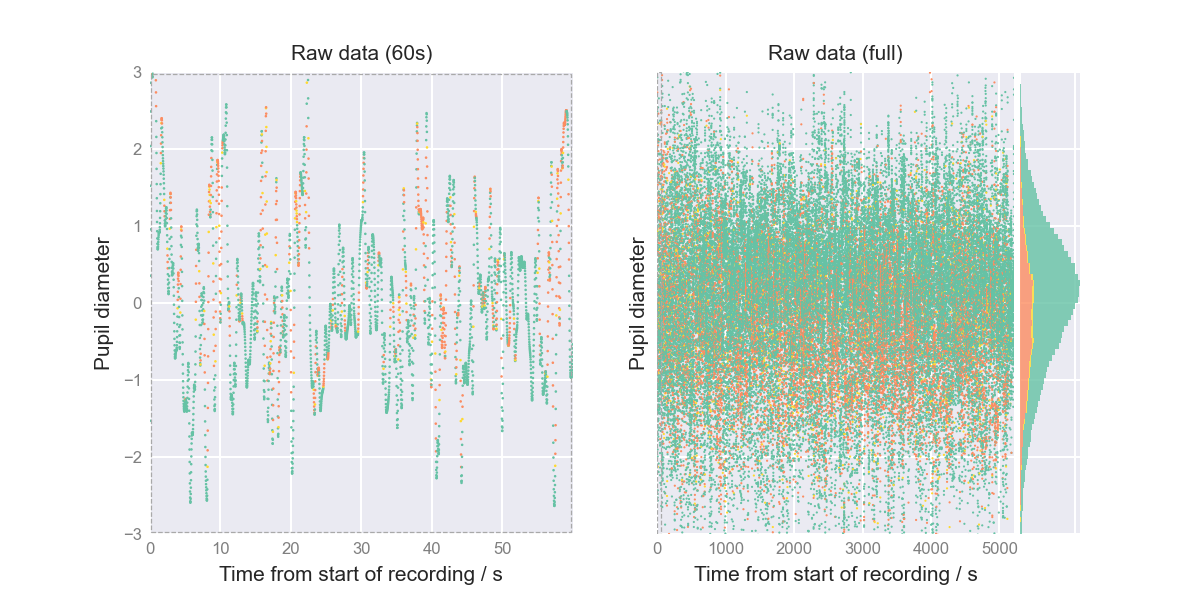 Raw data (60s)
Raw data (full)
Pupil diameter
3
2
1
0
−1
−2
−3
0 10 20 30 40 50
Time from start of recording / s
Pupil diameter
0 1000 2000 3000 4000 5000
Time from start of recording / s